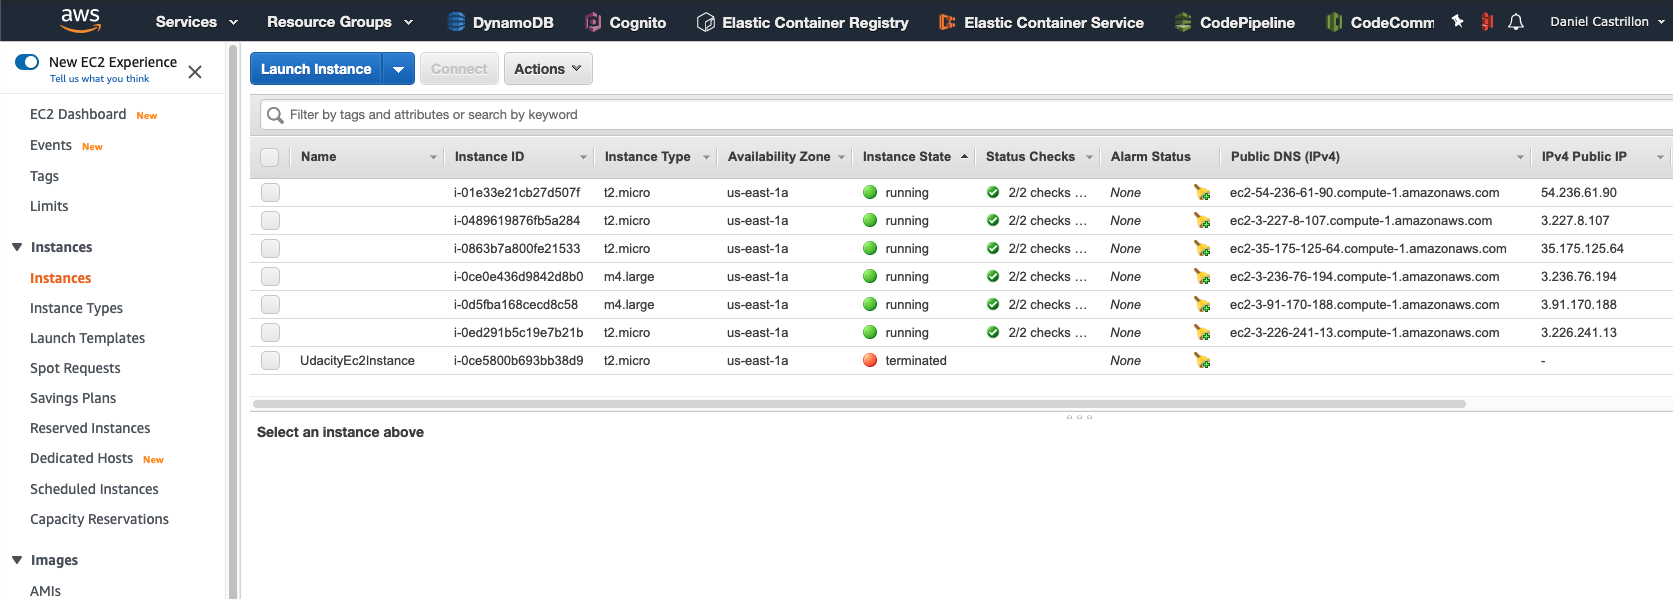 aws Services Resource Groups DynamoDB Cognito Elastic Container Registry Elastic Container Service CodePipeline CodeComm Daniel Castrillon
New EC2 Experience
Tell us what you think
EC2 Dashboard New
Events New
Tags
Limits
Instances
Instances
Instance Types
Launch Templates
Spot Requests
Savings Plans
Reserved Instances
Dedicated Hosts New
Scheduled Instances
Capacity Reservations
Images
AMIs
Launch Instance Connect Actions
Filter by tags and attributes or search by keyword
Name Instance ID Instance Type Availability Zone Instance State Status Checks Alarm Status Public DNS (IPv4) IPv4 Public IP
i-01e33e21cb27d507f t2.micro us-east-1a running 2/2 checks ... None ec2-54-236-61-90.compute-1.amazonaws.com 54.236.61.90
i-0489619876fb5a284 t2.micro us-east-1a running 2/2 checks ... None ec2-3-227-8-107.compute-1.amazonaws.com 3.227.8.107
i-0863b7a800fe21533 t2.micro us-east-1a running 2/2 checks ... None ec2-35-175-125-64.compute-1.amazonaws.com 35.175.125.64
i-0ce0e436d9842d8b0 m4.large us-east-1a running 2/2 checks ... None ec2-3-236-76-194.compute-1.amazonaws.com 3.236.76.194
i-0d5fba168cecd8c58 m4.large us-east-1a running 2/2 checks ... None ec2-3-91-170-188.compute-1.amazonaws.com 3.91.170.188
i-0ed291b5c19e7b21b t2.micro us-east-1a running 2/2 checks ... None ec2-3-226-241-13.compute-1.amazonaws.com 3.226.241.13
UdacityEc2Instance i-0ce5800b693bb38d9 t2.micro us-east-1a terminated None -
Select an instance above